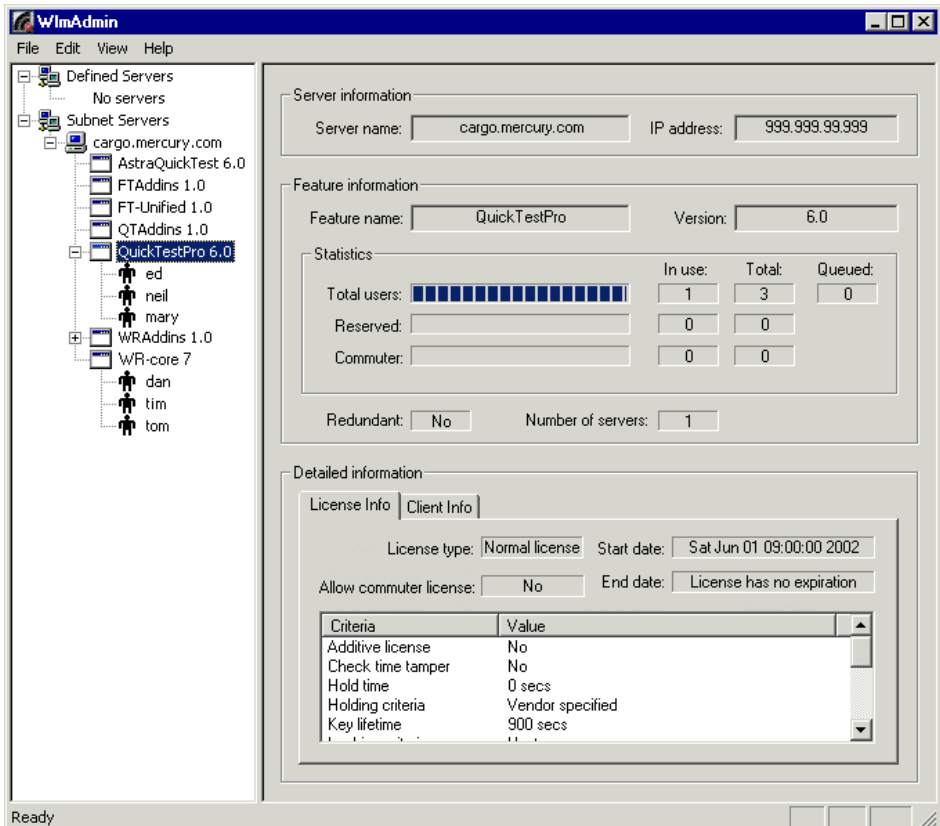 WlmAdmin
File Edit View Help
Defined Servers
No servers
Subnet Servers
cargo.mercury.com
AstraQuickTest 6.0
FTAddins 1.0
FT-Unified 1.0
QTAddins 1.0
QuickTestPro 6.0
ed
neil
mary
WRAddins 1.0
WR-core 7
dan
tim
tom
Server information
Server name: cargo.mercury.com IP address: 999.999.99.999
Feature information
Feature name: QuickTestPro Version: 6.0
Statistics
In use: Total: Queued:
Total users: 1 3 0
Reserved: 0 0
Commuter: 0 0
Redundant: No Number of servers: 1
Detailed information
License Info Client Info
License type: Normal license Start date: Sat Jun 01 09:00:00 2002
Allow commuter license: No End date: License has no expiration
Criteria Value
Additive license No
Check time tamper No
Hold time 0 secs
Holding criteria Vendor specified
Key lifetime 900 secs
Ready